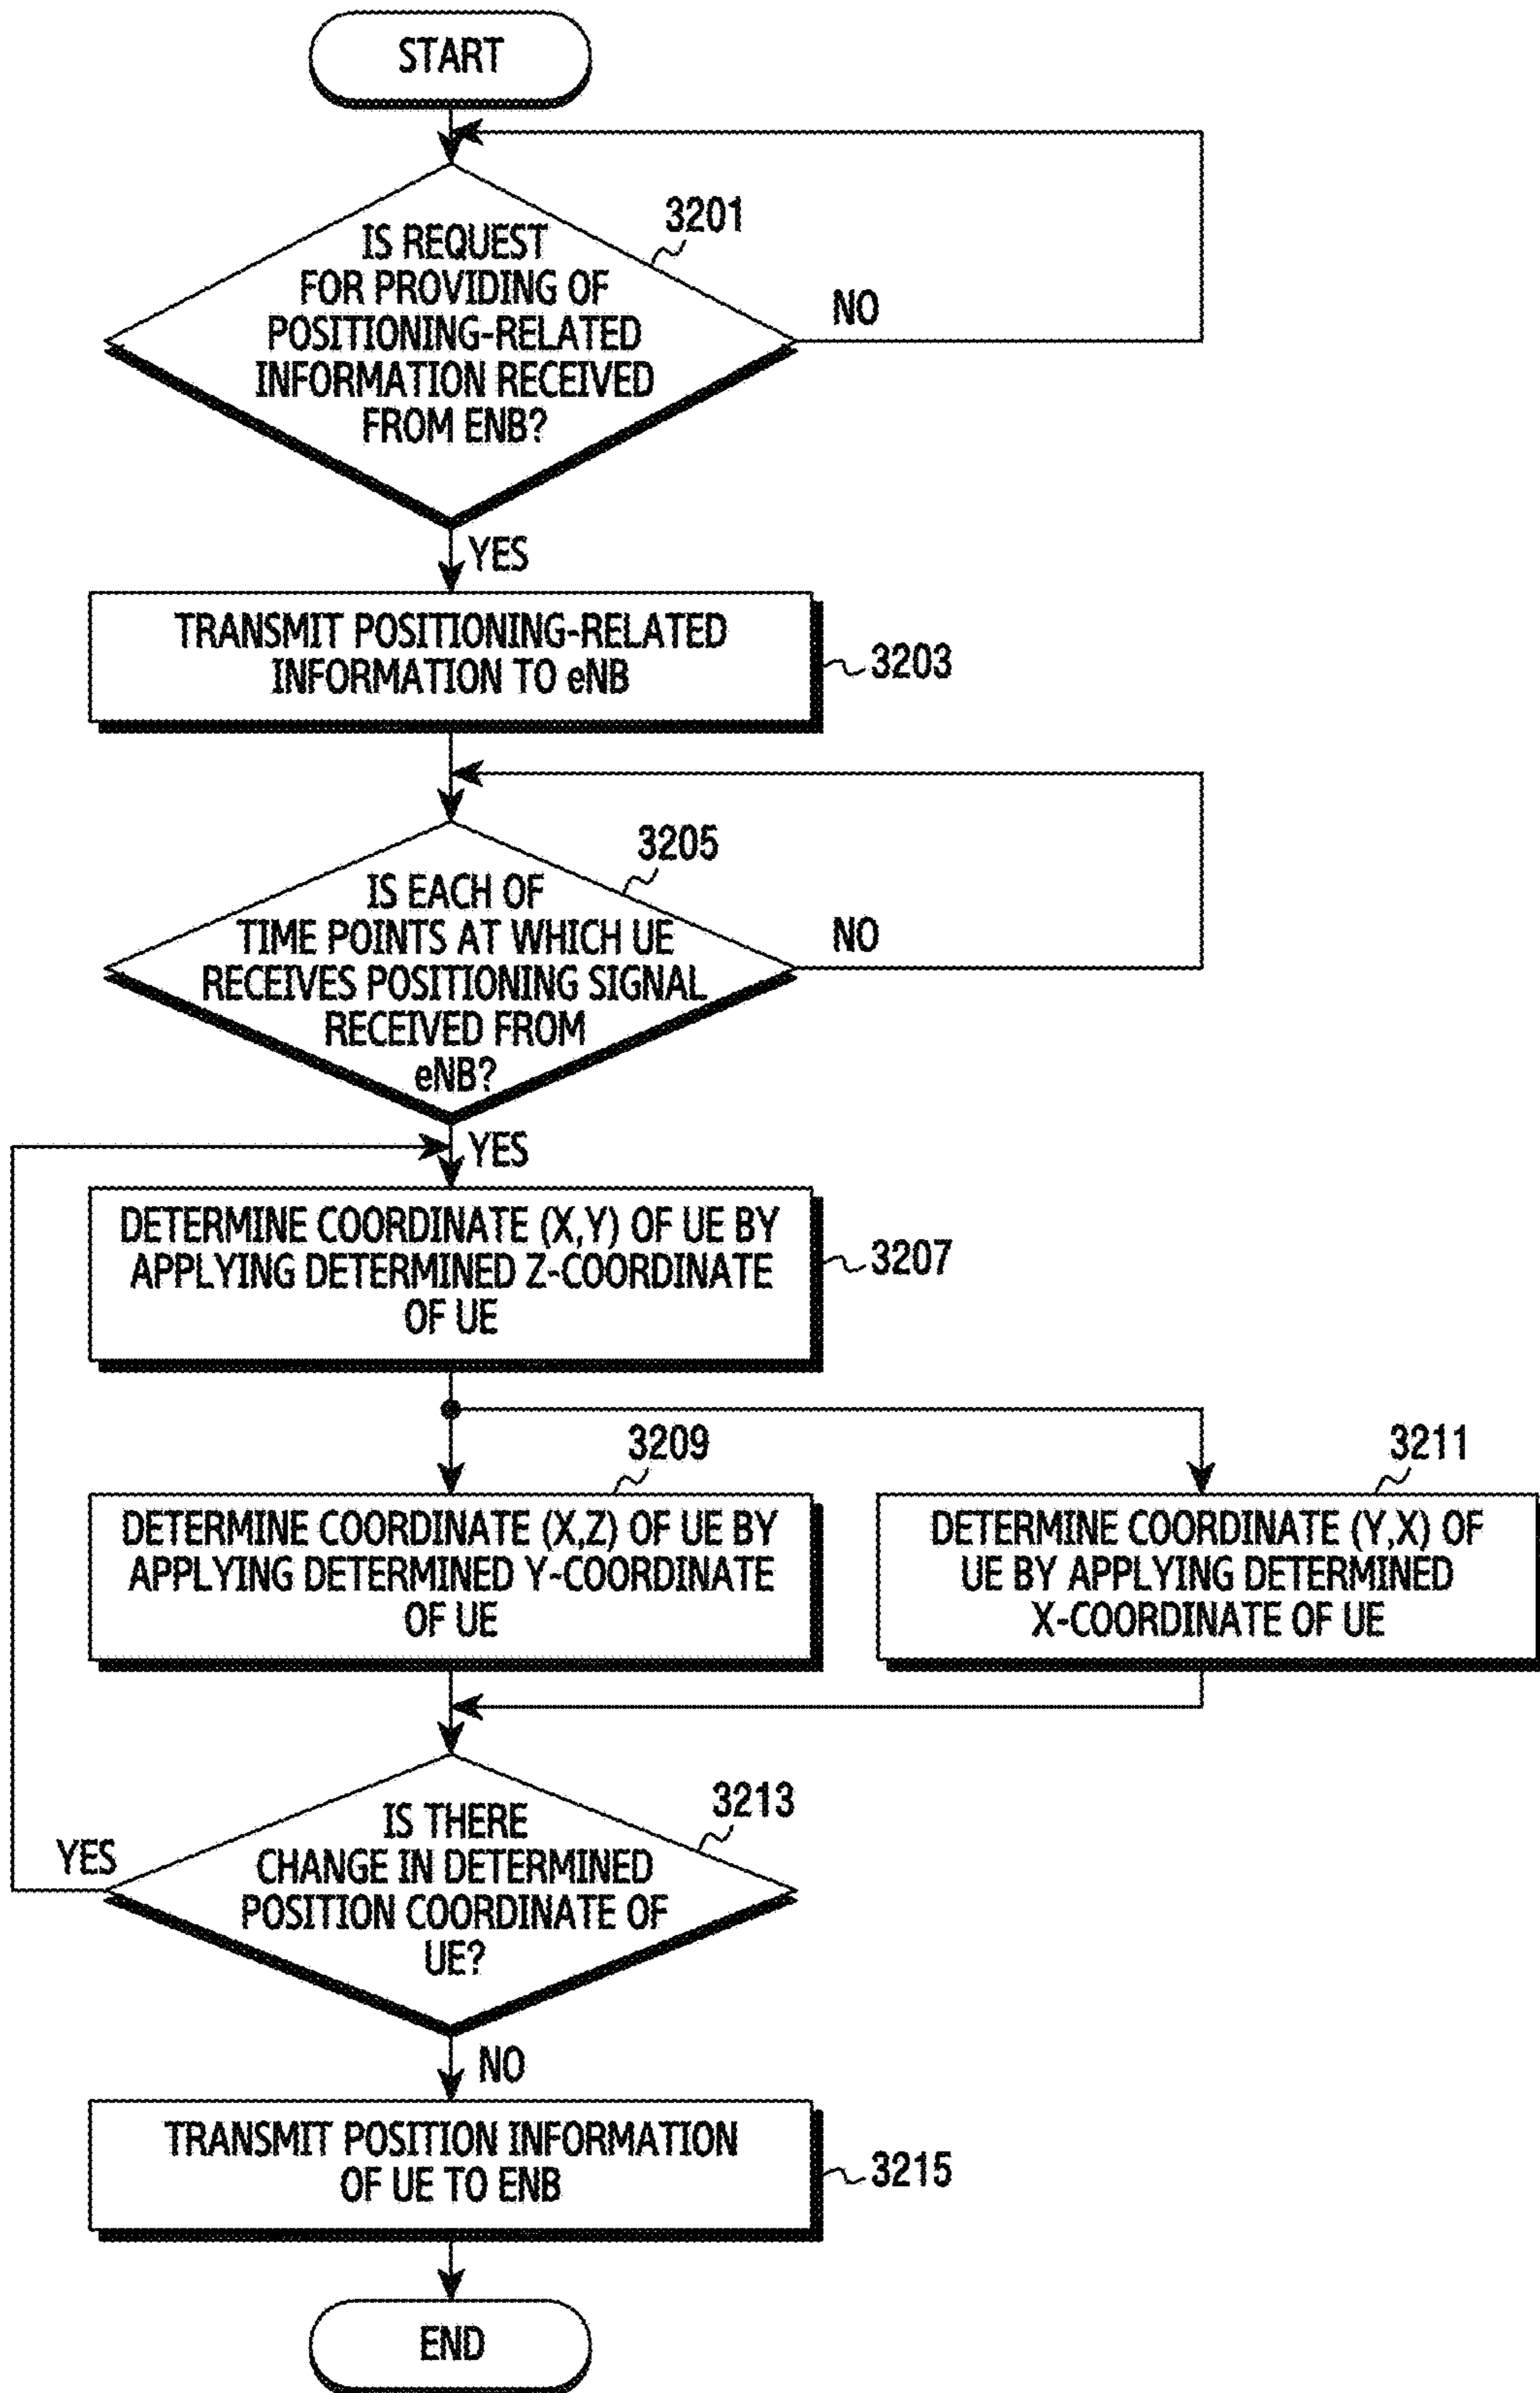 START
3201
IS REQUEST
FOR PROVIDING OF
POSITIONING-RELATED
INFORMATION RECEIVED
FROM ENB?
NO
YES
TRANSMIT POSITIONING-RELATED
INFORMATION TO eNB
3203
3205
IS EACH OF
TIME POINTS AT WHICH UE
RECEIVES POSITIONING SIGNAL
RECEIVED FROM
eNB?
NO
YES
DETERMINE COORDINATE (X,Y) OF UE BY
APPLYING DETERMINED Z-COORDINATE
OF UE
3207
3209
DETERMINE COORDINATE (X,Z) OF UE BY
APPLYING DETERMINED Y-COORDINATE
OF UE
3211
DETERMINE COORDINATE (Y,X) OF
UE BY APPLYING DETERMINED
X-COORDINATE OF UE
3213
IS THERE
CHANGE IN DETERMINED
POSITION COORDINATE OF
UE?
YES
NO
TRANSMIT POSITION INFORMATION
OF UE TO ENB
3215
END